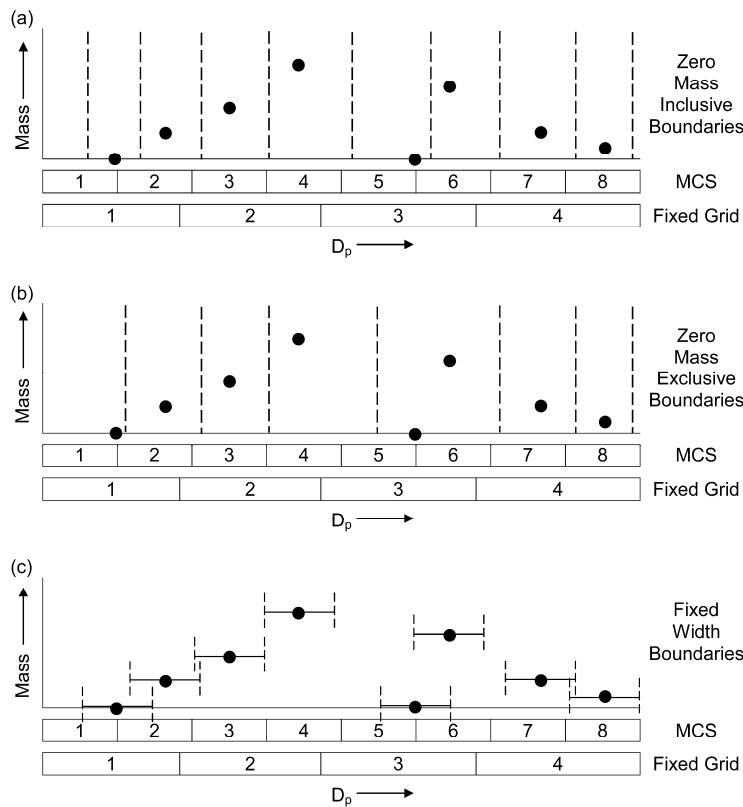 (a)
Mass
Zero
Mass
Inclusive
Boundaries
1 2 3 4 5 6 7 8 MCS
1 2 3 4 Fixed Grid
Dp
(b)
Mass
Zero
Mass
Exclusive
Boundaries
1 2 3 4 5 6 7 8 MCS
1 2 3 4 Fixed Grid
Dp
(c)
Mass
Fixed
Width
Boundaries
1 2 3 4 5 6 7 8 MCS
1 2 3 4 Fixed Grid
Dp